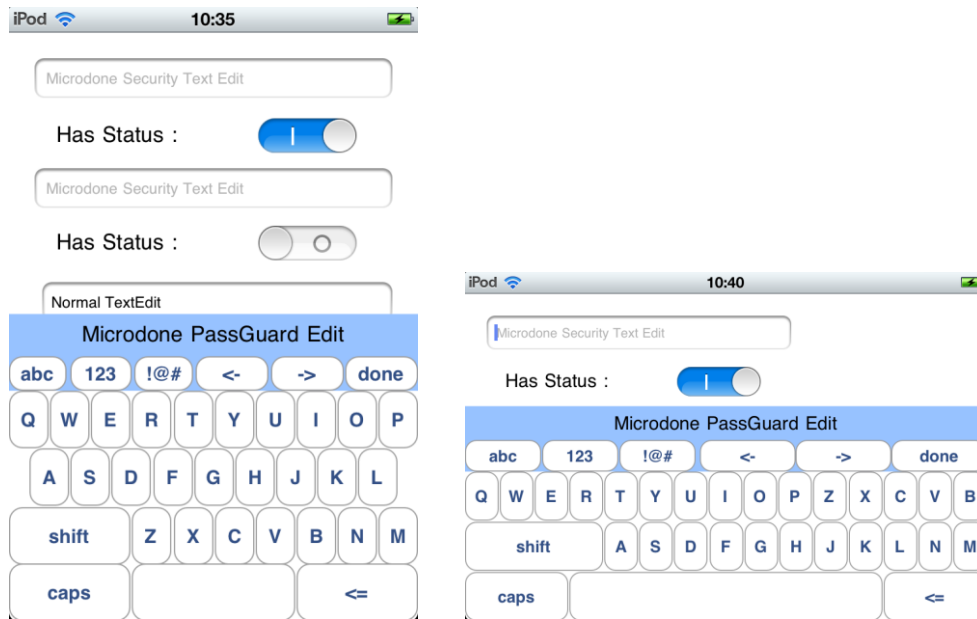 iPod 10:35
Microdone Security Text Edit
Has Status :
Microdone Security Text Edit
Has Status :
Normal TextEdit
Microdone PassGuard Edit
abc 123 !@# <- -> done
Q W E R T Y U I O P
A S D F G H J K L
shift Z X C V B N M
caps <=
iPod 10:40
Microdone Security Text Edit
Has Status :
Microdone PassGuard Edit
abc 123 !@# <- -> done
Q W E R T Y U I O P Z X C V B
shift A S D F G H J K L N M
caps <=